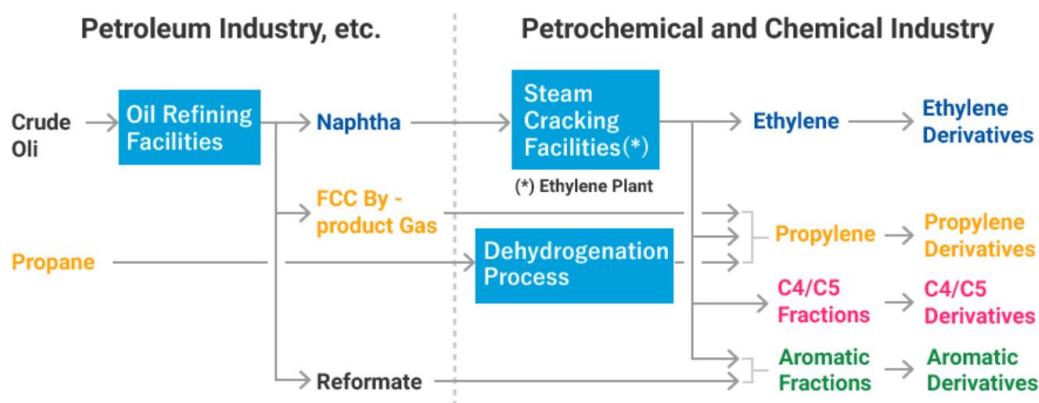 Petroleum Industry, etc.
Petrochemical and Chemical Industry
Crude
Oli
Oil Refining
Facilities
Naphtha
Steam
Cracking
Facilities(*)
(*) Ethylene Plant
Ethylene
Ethylene
Derivatives
FCC By -
product Gas
Propylene
Propylene
Derivatives
Propane
Dehydrogenation
Process
C4/C5
Fractions
C4/C5
Derivatives
Reformate
Aromatic
Fractions
Aromatic
Derivatives